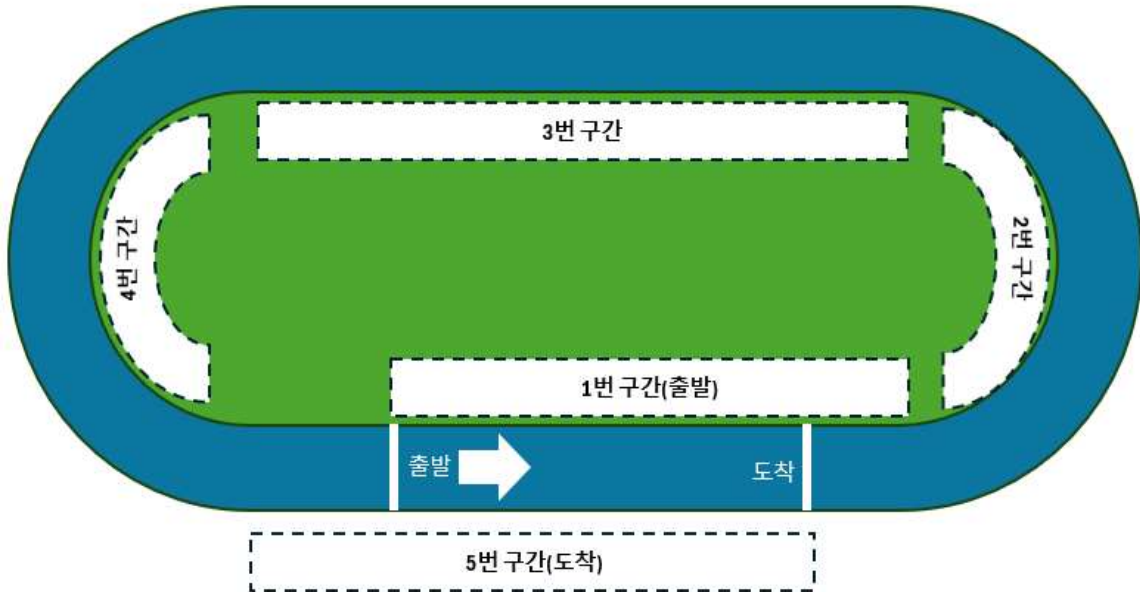 3번 구간
4번 구간
2번 구간
1번 구간(출발)
출발
도착
5번 구간(도착)